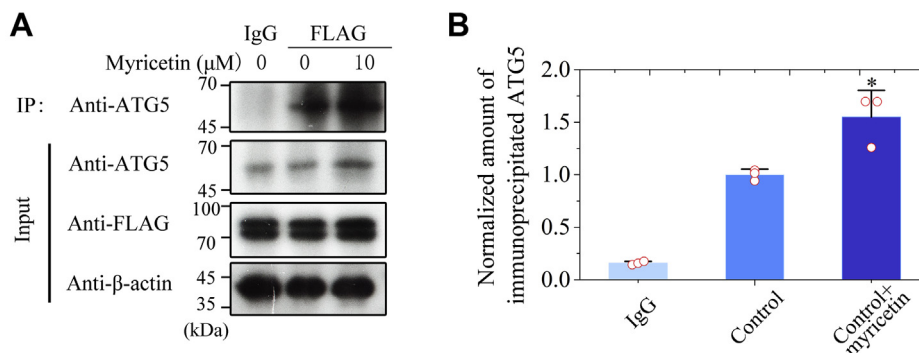 A
IgG FLAG
Myricetin (μM) 0 0 10
IP: Anti-ATG5 70 45
Input
Anti-ATG5 70 45
Anti-FLAG 100 70
Anti-β-actin 45 35
(kDa)
B
Normalized amount of
immunoprecipitated ATG5
2.0
1.5
1.0
0.5
0.0
*
IgG
Control
Control+
myricetin